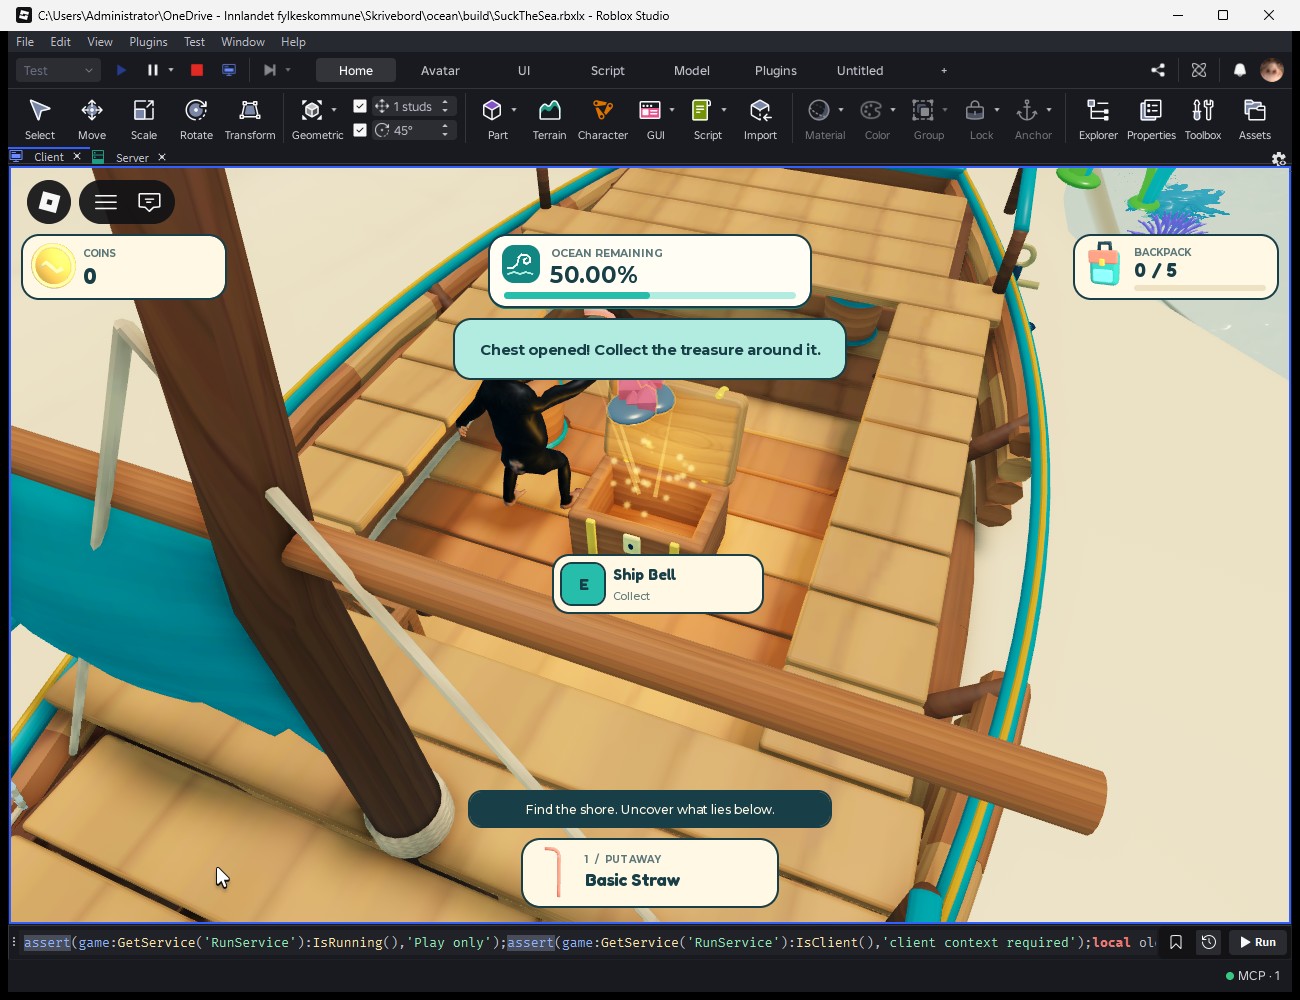 C:\Users\Administrator\OneDrive - Innlandet fylkeskommune\Skrivebord\ocean\build\SuckTheSea.rbxlx - Roblox Studio
File Edit View Plugins Test Window Help
Test Home Avatar UI Script Model Plugins Untitled +
1 studs
45°
Select Move Scale Rotate Transform Geometric Part Terrain Character GUI Script Import Material Color Group Lock Anchor Explorer Properties Toolbox Assets
Client Server
COINS
0
OCEAN REMAINING
50.00%
BACKPACK
0 / 5
Chest opened! Collect the treasure around it.
E
Ship Bell
Collect
Find the shore. Uncover what lies below.
1 / PUT AWAY
Basic Straw
assert(game:GetService('RunService'):IsRunning(),'Play only');assert(game:GetService('RunService'):IsClient(),'client context required');local
Run
MCP · 1